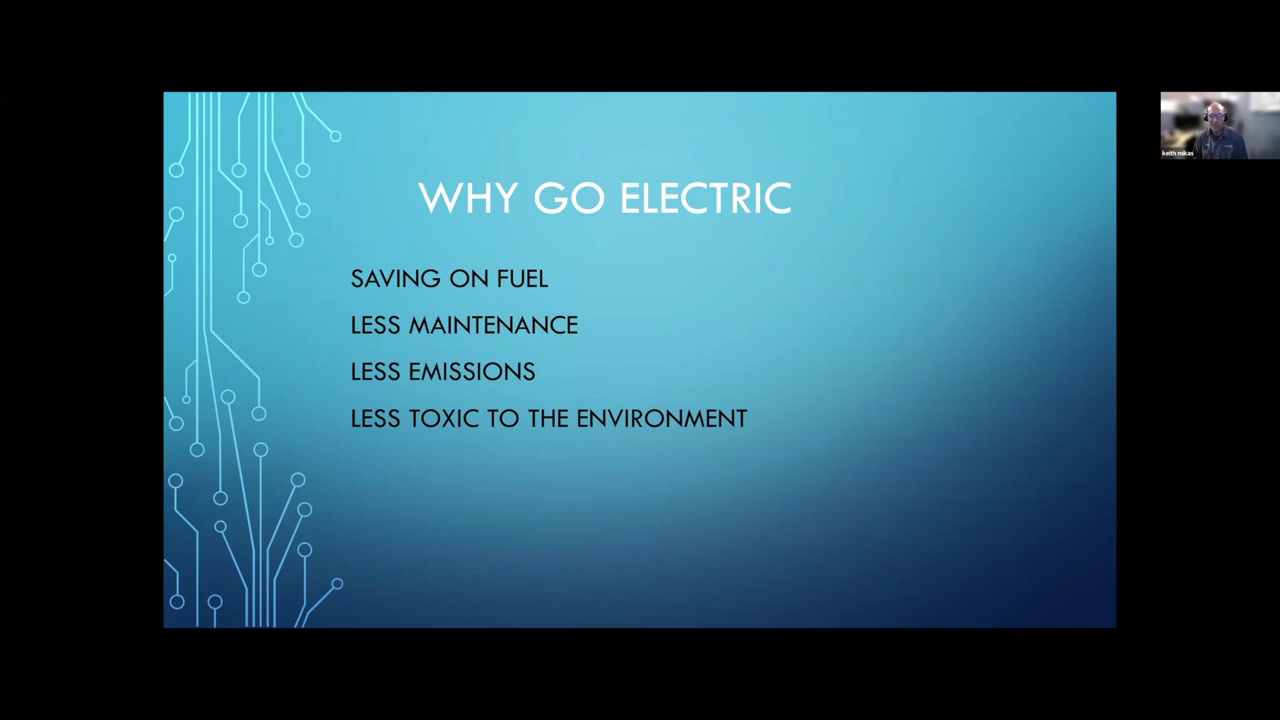 WHY GO ELECTRIC
SAVING ON FUEL
LESS MAINTENANCE
LESS EMISSIONS
LESS TOXIC TO THE ENVIRONMENT
keith mikas